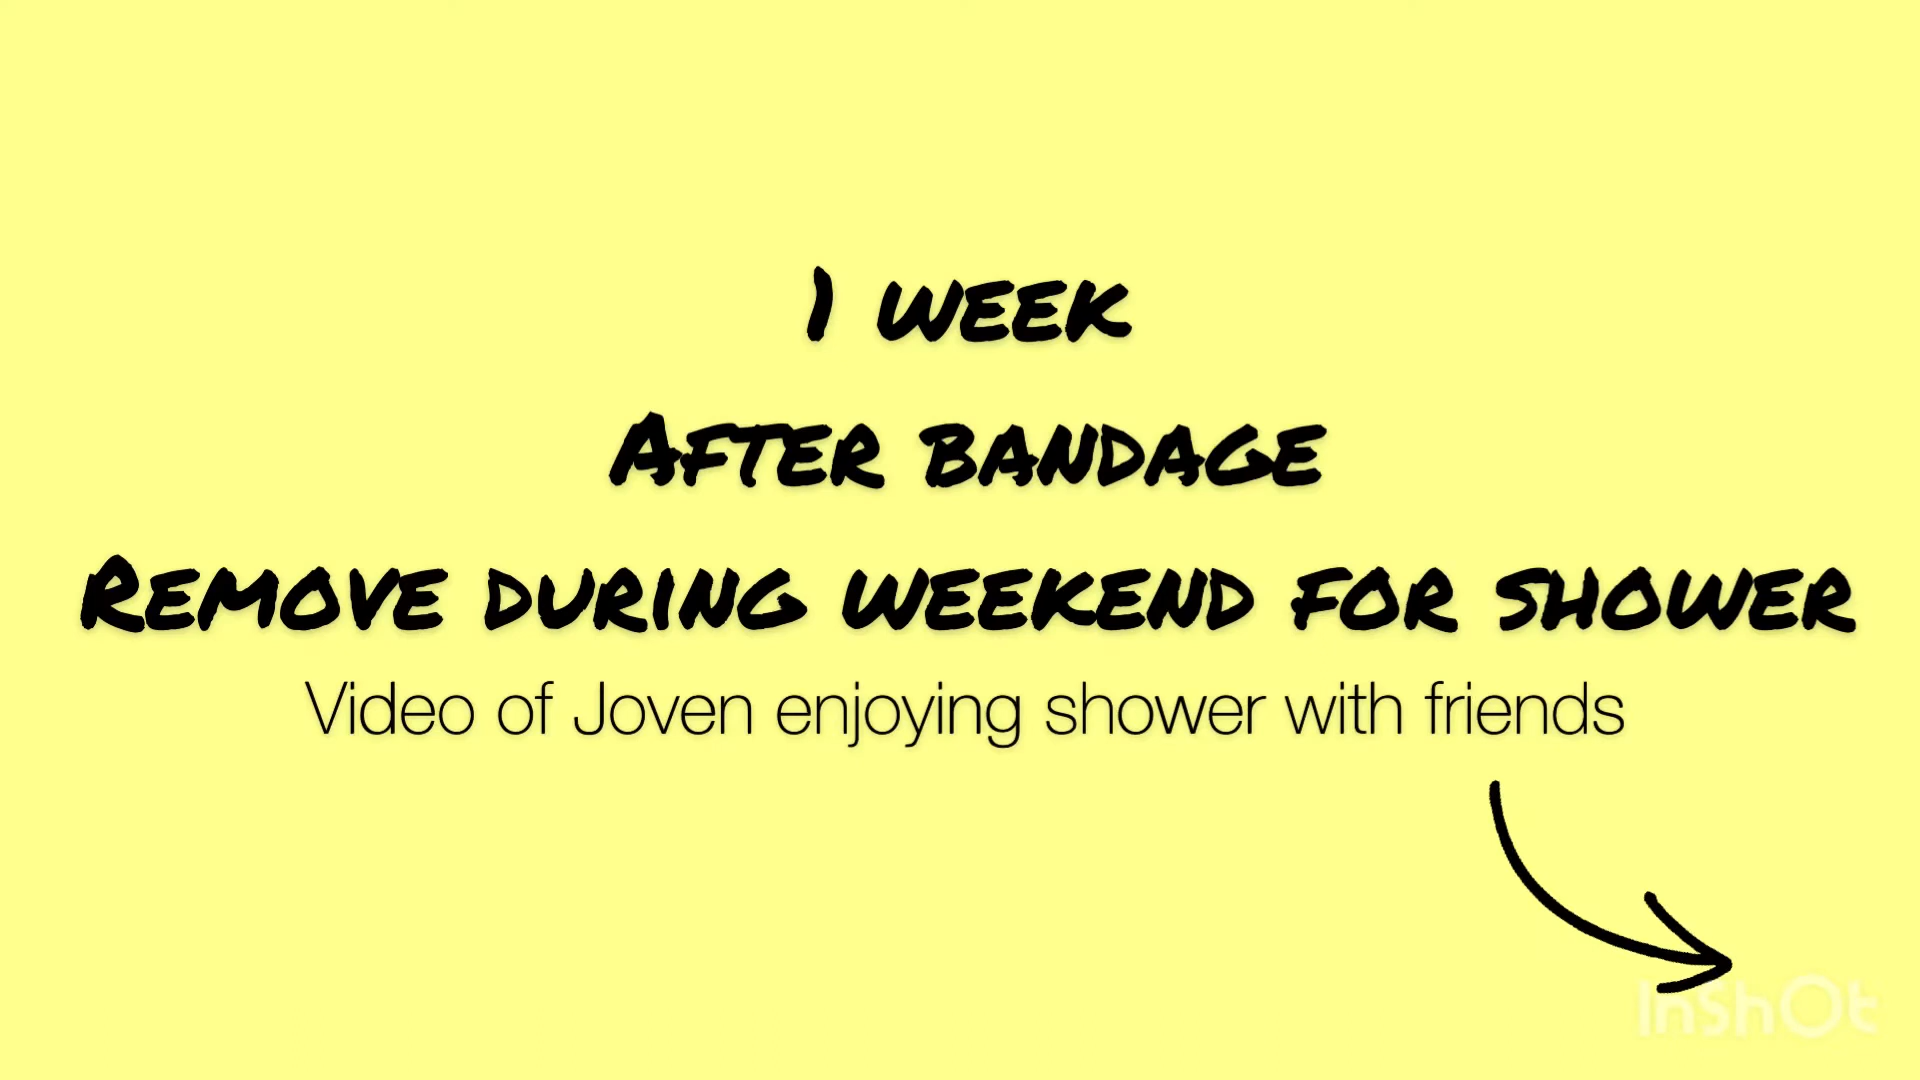 1 week
After bandage
Remove during weekend for shower
Video of Joven enjoying shower with friends
InShOt